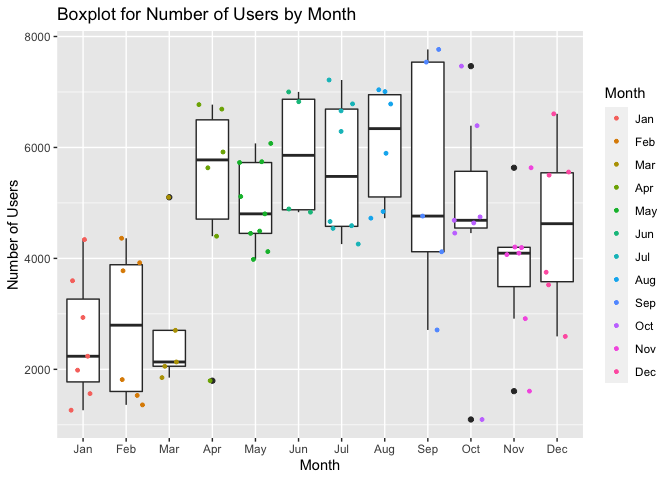 Boxplot for Number of Users by Month
Number of Users
8000
6000
4000
2000
Jan Feb Mar Apr May Jun Jul Aug Sep Oct Nov Dec
Month
Month
Jan
Feb
Mar
Apr
May
Jun
Jul
Aug
Sep
Oct
Nov
Dec